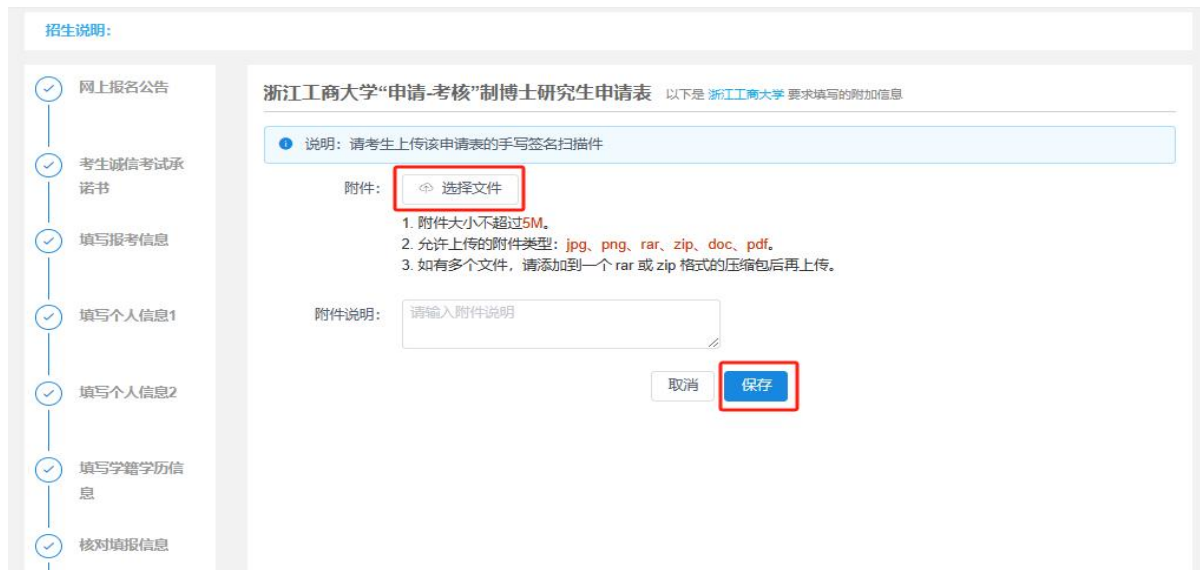 招生说明：
网上报名公告
考生诚信考试承
诺书
填写报考信息
填写个人信息1
填写个人信息2
填写学籍学历信
息
核对填报信息
浙江工商大学“申请-考核”制博士研究生申请表 以下是 浙江工商大学 要求填写的附加信息
说明：请考生上传该申请表的手写签名扫描件
附件： 选择文件
1. 附件大小不超过5M。
2. 允许上传的附件类型：jpg、png、rar、zip、doc、pdf。
3. 如有多个文件，请添加到一个 rar 或 zip 格式的压缩包后再上传。
附件说明： 请输入附件说明
取消 保存